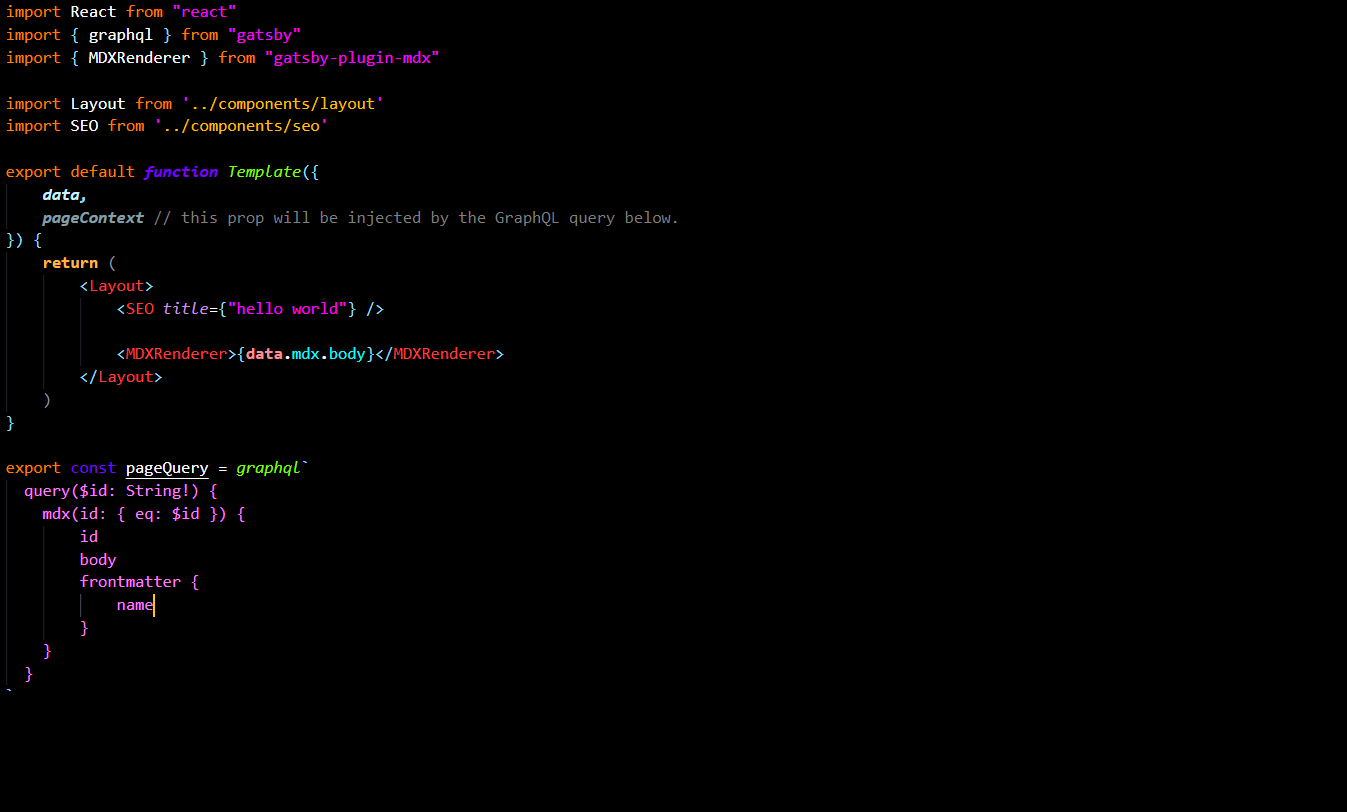 import React from "react"
import { graphql } from "gatsby"
import { MDXRenderer } from "gatsby-plugin-mdx"

import Layout from '../components/layout'
import SEO from '../components/seo'

export default function Template({
    data,
    pageContext // this prop will be injected by the GraphQL query below.
}) {
    return (
        <Layout>
            <SEO title={"hello world"} />

            <MDXRenderer>{data.mdx.body}</MDXRenderer>
        </Layout>
    )
}

export const pageQuery = graphql`
  query($id: String!) {
    mdx(id: { eq: $id }) {
        id
        body
        frontmatter {
            name
        }
    }
  }
`